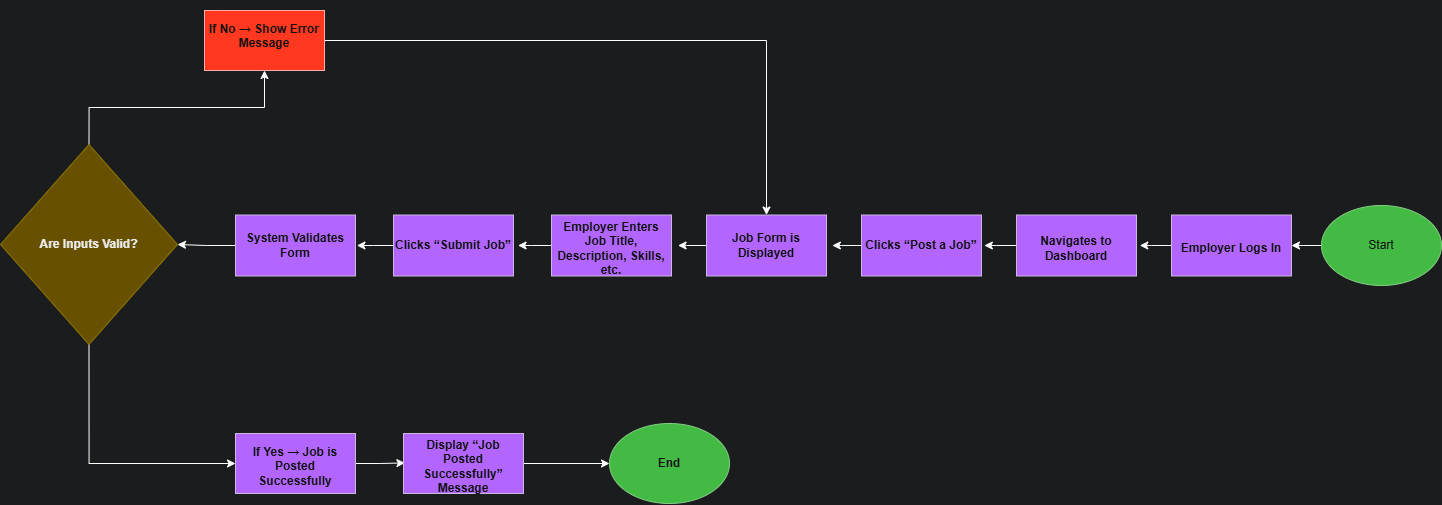 If No → Show Error
Message
Are Inputs Valid?
System Validates
Form
Clicks “Submit Job”
Employer Enters
Job Title,
Description, Skills,
etc.
Job Form is
Displayed
Clicks “Post a Job”
Navigates to
Dashboard
Employer Logs In
Start
If Yes → Job is
Posted
Successfully
Display “Job
Posted
Successfully”
Message
End